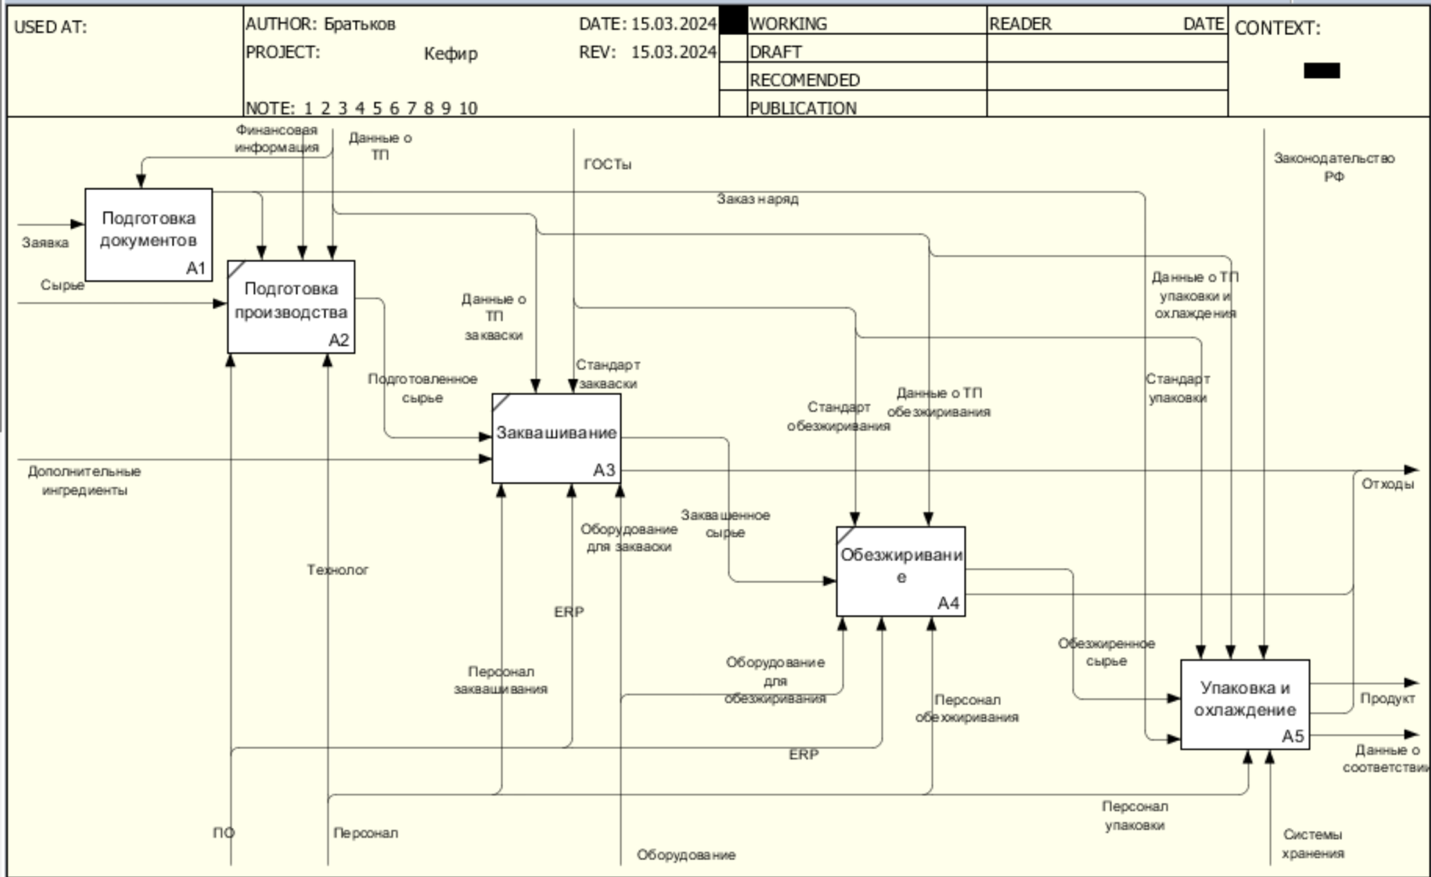 USED AT:
AUTHOR: Братьков
DATE: 15.03.2024
PROJECT:
Кефир
REV: 15.03.2024
NOTE: 1 2 3 4 5 6 7 8 9 10
WORKING
DRAFT
RECOMENDED
PUBLICATION
READER
DATE
CONTEXT:
Финансовая
информация
Данные о
ТП
ГОСТы
Законодательство
РФ
Заказ наряд
Подготовка
документов
A1
Заявка
Сырье
Подготовка
производства
A2
Данные о
ТП
закваски
Данные о ТП
упаковки и
охлаждения
Подготовленное
сырье
Стандарт
закваски
Стандарт
обезжиривания
Данные о ТП
обезжиривания
Стандарт
упаковки
Заквашивание
A3
Дополнительные
ингредиенты
Отходы
Оборудование
для закваски
Заквашенное
сырье
Обезжиривани
е
A4
Технолог
ERP
Персонал
заквашивания
Оборудование
для
обезжиривания
Персонал
обехжиривания
Обезжиренное
сырье
Упаковка и
охлаждение
A5
Продукт
Данные о
соответствии
ERP
Персонал
упаковки
ПО
Персонал
Оборудование
Системы
хранения